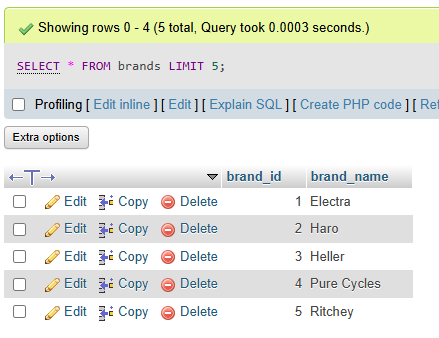 Showing rows 0 - 4 (5 total, Query took 0.0003 seconds.)
SELECT * FROM brands LIMIT 5;
Profiling [ Edit inline ] [ Edit ] [ Explain SQL ] [ Create PHP code ] [
Extra options
brand_id brand_name
Edit Copy Delete 1 Electra
Edit Copy Delete 2 Haro
Edit Copy Delete 3 Heller
Edit Copy Delete 4 Pure Cycles
Edit Copy Delete 5 Ritchey